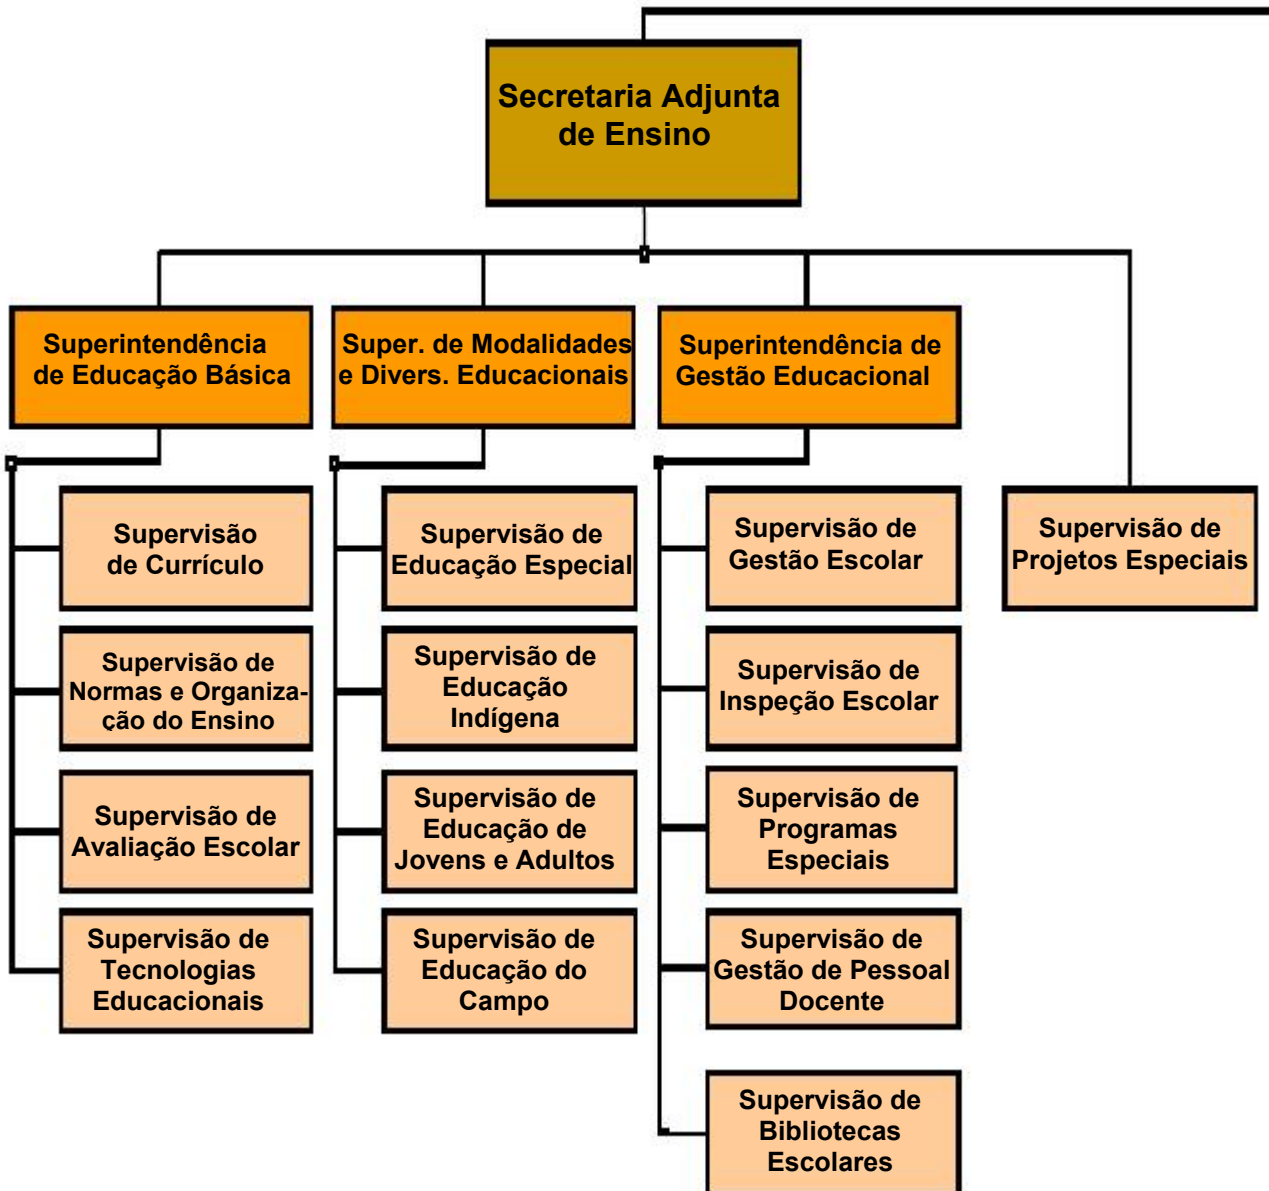 Secretaria Adjunta
de Ensino
Superintendência
de Educação Básica
Super. de Modalidades
e Divers. Educacionais
Superintendência de
Gestão Educacional
Supervisão
de Currículo
Supervisão de
Normas e Organiza-
ção do Ensino
Supervisão de
Avaliação Escolar
Supervisão de
Tecnologias
Educacionais
Supervisão de
Educação Especial
Supervisão de
Educação
Indígena
Supervisão de
Educação de
Jovens e Adultos
Supervisão de
Educação do
Campo
Supervisão de
Gestão Escolar
Supervisão de
Inspeção Escolar
Supervisão de
Programas
Especiais
Supervisão de
Gestão de Pessoal
Docente
Supervisão de
Bibliotecas
Escolares
Supervisão de
Projetos Especiais